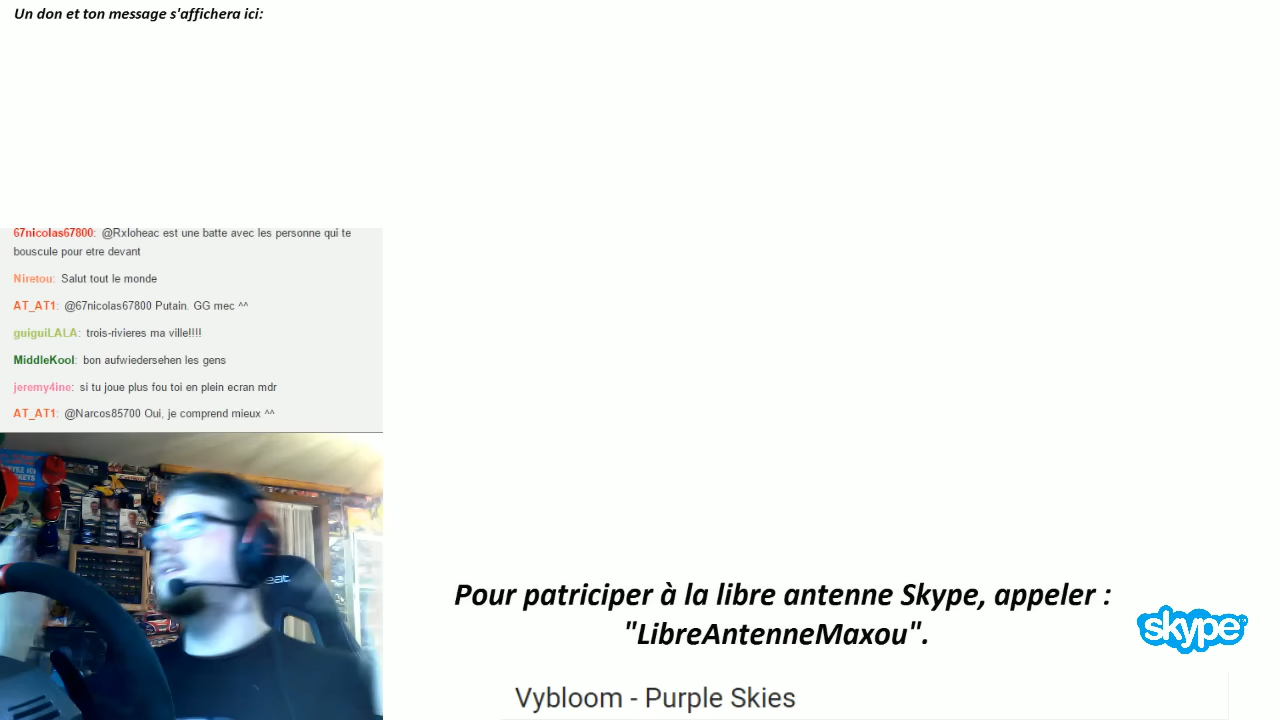 Un don et ton message s'affichera ici:
67nicolas67800: @Rxloheac est une batte avec les personne qui te
bouscule pour etre devant
Niretou: Salut tout le monde
AT_AT1: @67nicolas67800 Putain. GG mec ^^
guiguiLALA: trois-rivieres ma ville!!!!
MiddleKool: bon aufwiedersehen les gens
jeremy4ine: si tu joue plus fou toi en plein ecran mdr
AT_AT1: @Narcos85700 Oui, je comprend mieux ^^
Pour patriciper à la libre antenne Skype, appeler :
"LibreAntenneMaxou".
skype
Vybloom - Purple Skies